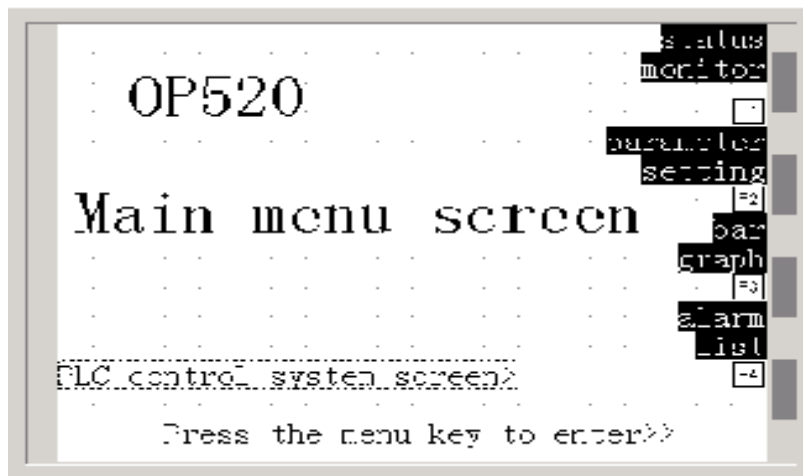 OP520
Main menu screen
status
monitor
parameter
setting
F2
bar
graph
F3
alarm
list
F4
PLC control system screen>
Press the menu key to enter>>